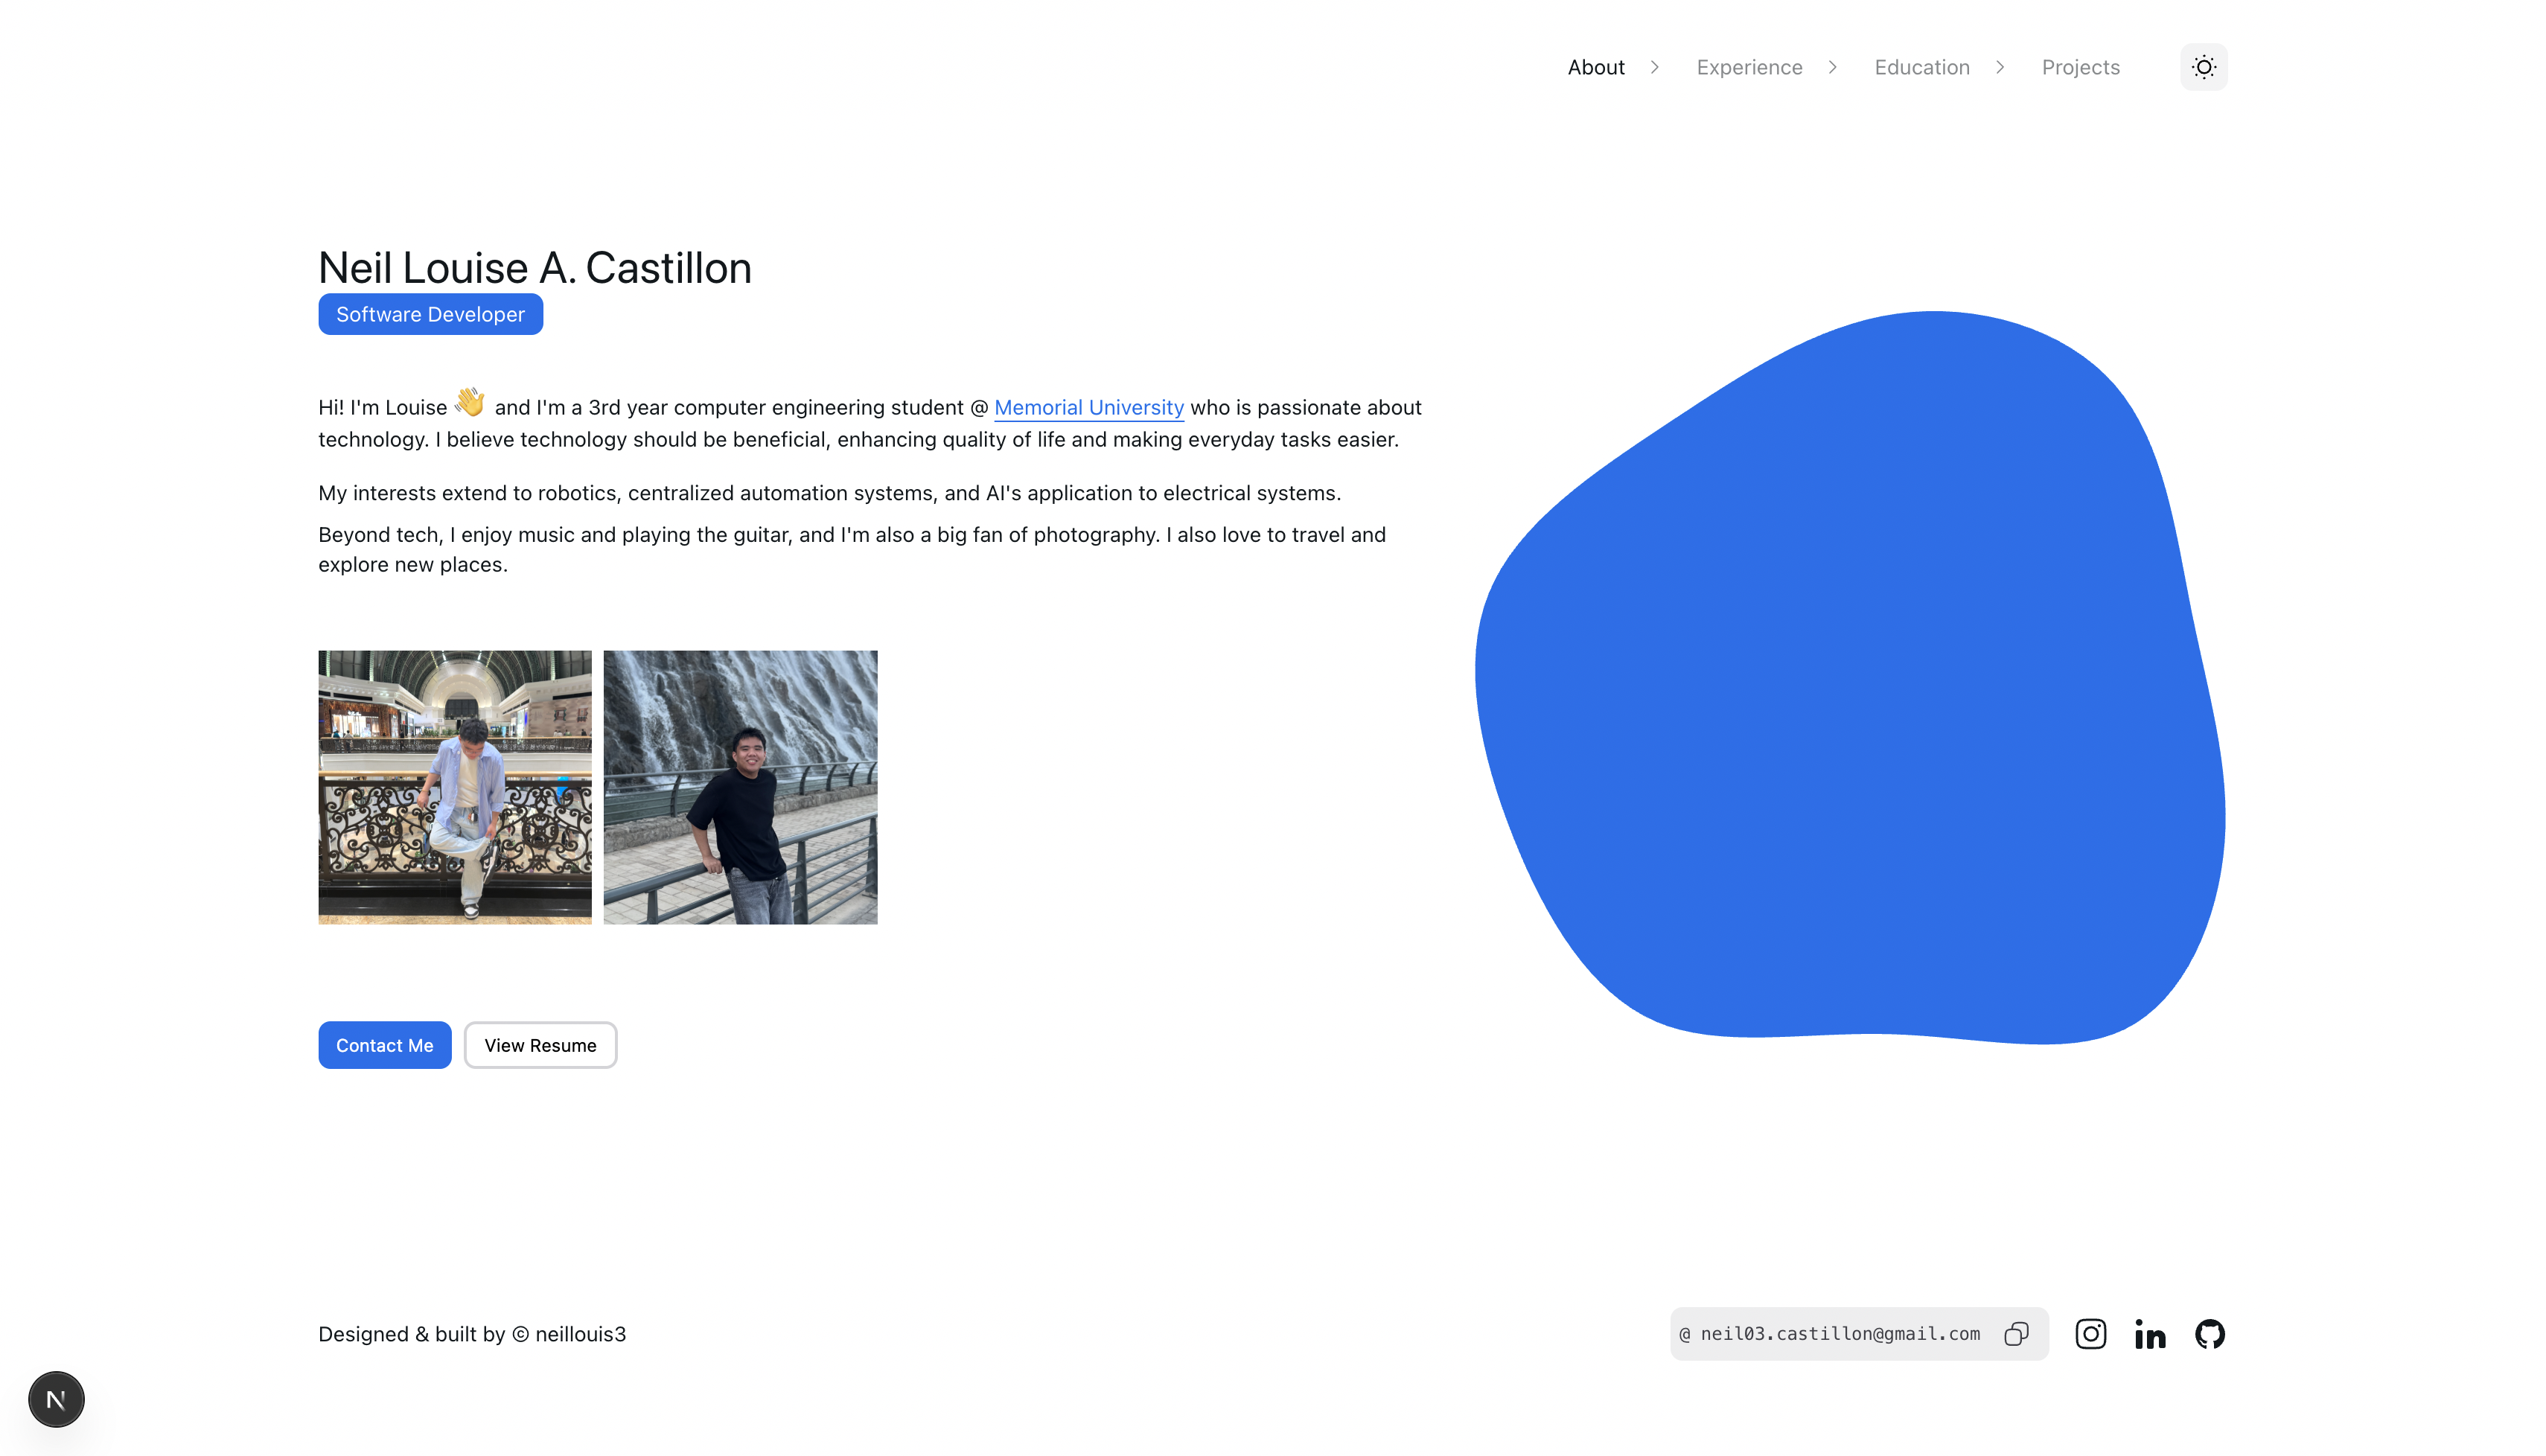 About > Experience > Education > Projects
Neil Louise A. Castillon
Software Developer
Hi! I'm Louise 👋 and I'm a 3rd year computer engineering student @ Memorial University who is passionate about
technology. I believe technology should be beneficial, enhancing quality of life and making everyday tasks easier.
My interests extend to robotics, centralized automation systems, and AI's application to electrical systems.
Beyond tech, I enjoy music and playing the guitar, and I'm also a big fan of photography. I also love to travel and
explore new places.
Contact Me View Resume
Designed & built by © neillouis3
@ neil03.castillon@gmail.com
N